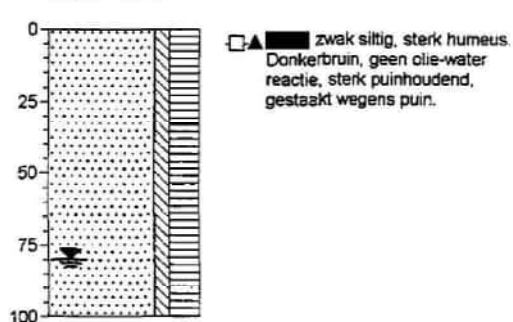 0
zwak siltig, sterk humeus.
Donkerbruin, geen olie-water
reactie, sterk puinhoudend,
gestaakt wegens puin.
25
50
75
100